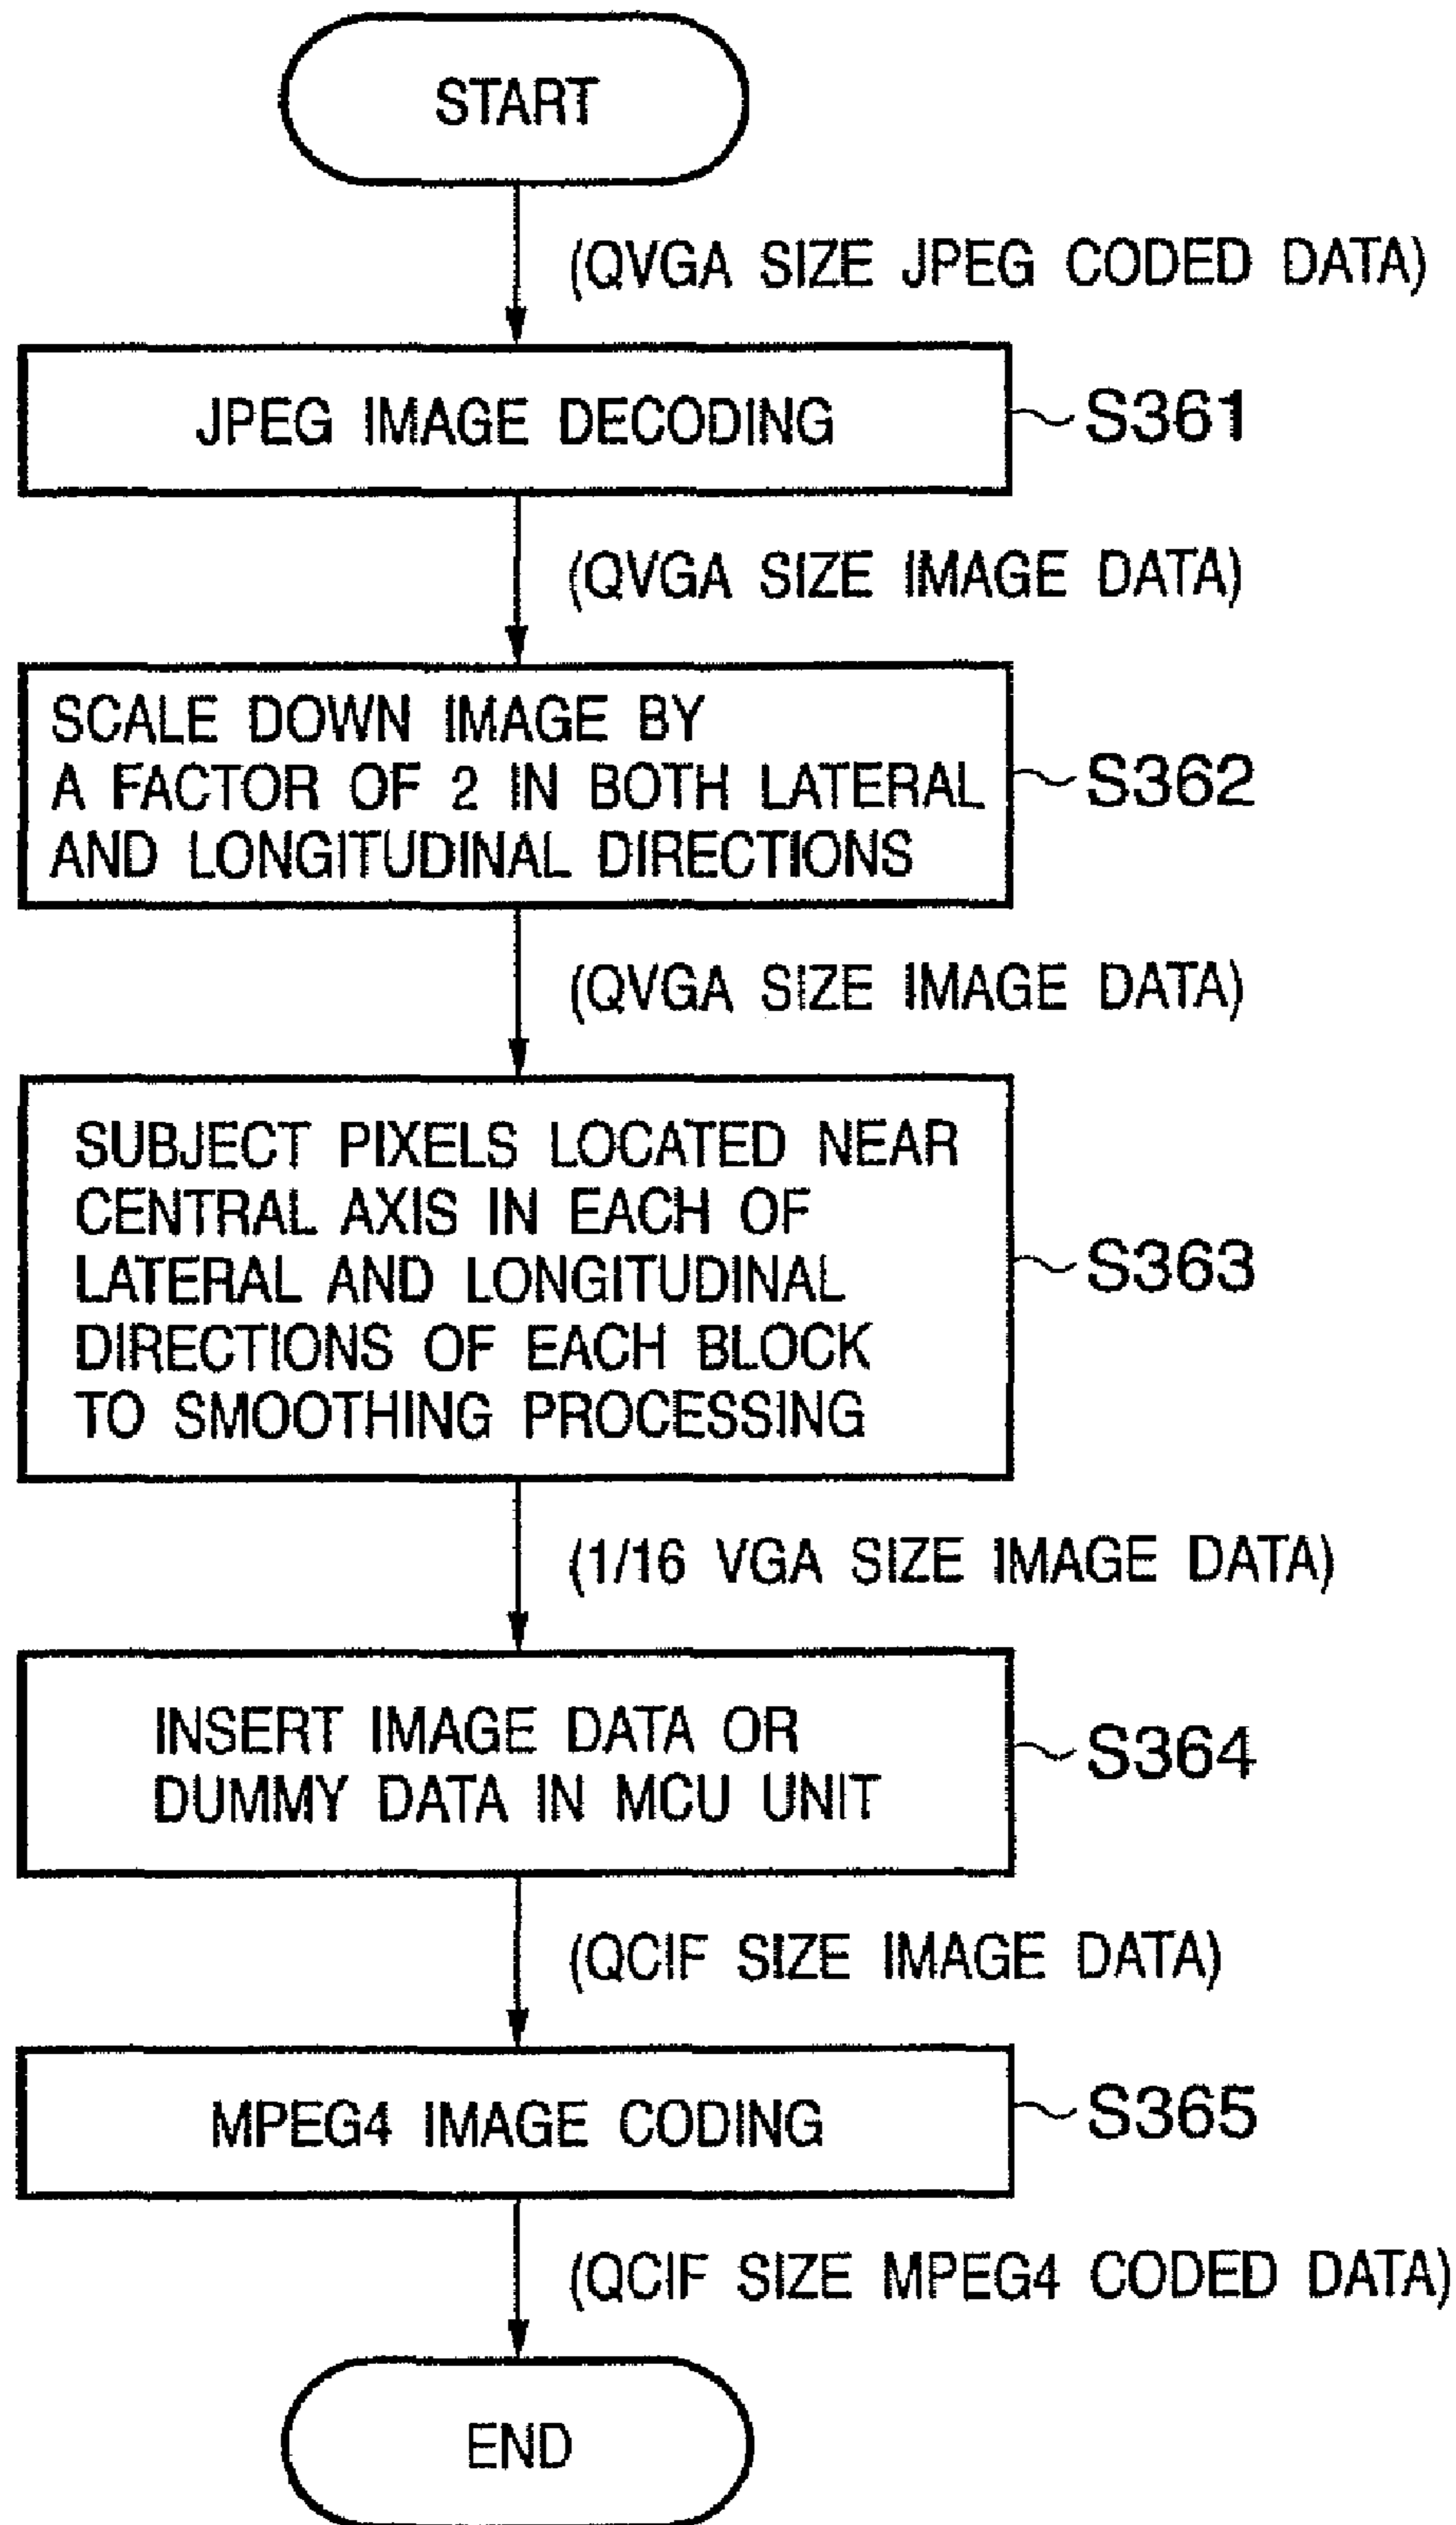 START
(QVGA SIZE JPEG CODED DATA)
JPEG IMAGE DECODING
S361
(QVGA SIZE IMAGE DATA)
SCALE DOWN IMAGE BY
A FACTOR OF 2 IN BOTH LATERAL
AND LONGITUDINAL DIRECTIONS
S362
(QVGA SIZE IMAGE DATA)
SUBJECT PIXELS LOCATED NEAR
CENTRAL AXIS IN EACH OF
LATERAL AND LONGITUDINAL
DIRECTIONS OF EACH BLOCK
TO SMOOTHING PROCESSING
S363
(1/16 VGA SIZE IMAGE DATA)
INSERT IMAGE DATA OR
DUMMY DATA IN MCU UNIT
S364
(QCIF SIZE IMAGE DATA)
MPEG4 IMAGE CODING
S365
(QCIF SIZE MPEG4 CODED DATA)
END